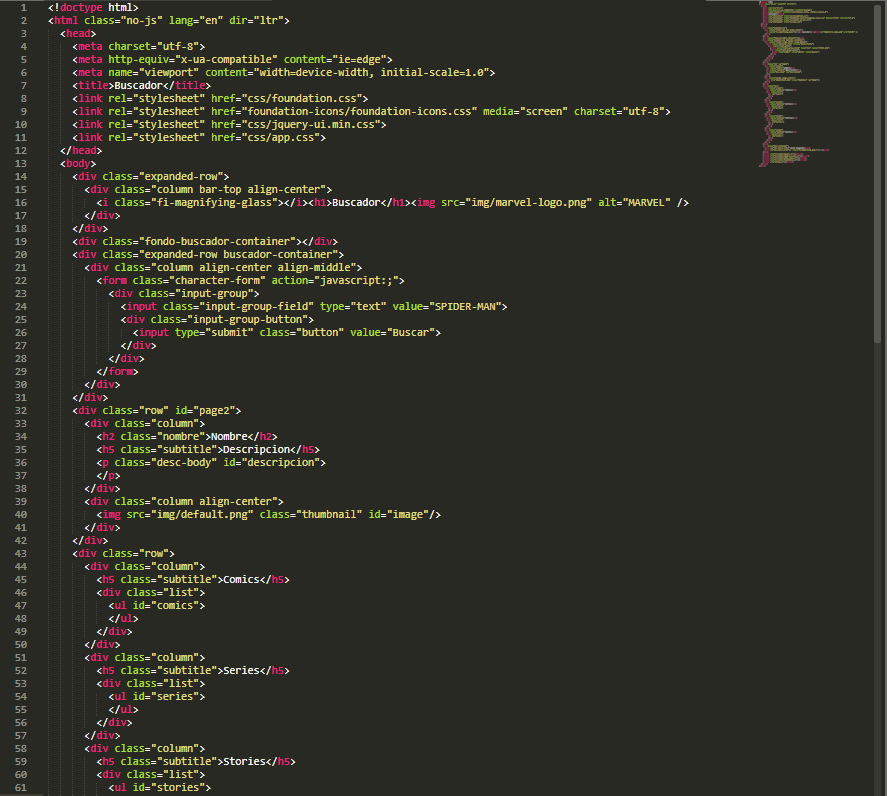 1 <!doctype html>
2 <html class="no-js" lang="en" dir="ltr">
3 <head>
4 <meta charset="utf-8">
5 <meta http-equiv="x-ua-compatible" content="ie=edge">
6 <meta name="viewport" content="width=device-width, initial-scale=1.0">
7 <title>Buscador</title>
8 <link rel="stylesheet" href="css/foundation.css">
9 <link rel="stylesheet" href="foundation-icons/foundation-icons.css" media="screen" charset="utf-8">
10 <link rel="stylesheet" href="css/jquery-ui.min.css">
11 <link rel="stylesheet" href="css/app.css">
12 </head>
13 <body>
14 <div class="expanded-row">
15 <div class="column bar-top align-center">
16 <i class="fi-magnifying-glass"></i><h1>Buscador</h1><img src="img/marvel-logo.png" alt="MARVEL" />
17 </div>
18 </div>
19 <div class="fondo-buscador-container"></div>
20 <div class="expanded-row buscador-container">
21 <div class="column align-center align-middle">
22 <form class="character-form" action="javascript:;">
23 <div class="input-group">
24 <input class="input-group-field" type="text" value="SPIDER-MAN">
25 <div class="input-group-button">
26 <input type="submit" class="button" value="Buscar">
27 </div>
28 </div>
29 </form>
30 </div>
31 </div>
32 <div class="row" id="page2">
33 <div class="column">
34 <h2 class="nombre">Nombre</h2>
35 <h5 class="subtitle">Descripcion</h5>
36 <p class="desc-body" id="descripcion">
37 </p>
38 </div>
39 <div class="column align-center">
40 <img src="img/default.png" class="thumbnail" id="image"/>
41 </div>
42 </div>
43 <div class="row">
44 <div class="column">
45 <h5 class="subtitle">Comics</h5>
46 <div class="list">
47 <ul id="comics">
48 </ul>
49 </div>
50 </div>
51 <div class="column">
52 <h5 class="subtitle">Series</h5>
53 <div class="list">
54 <ul id="series">
55 </ul>
56 </div>
57 </div>
58 <div class="column">
59 <h5 class="subtitle">Stories</h5>
60 <div class="list">
61 <ul id="stories">